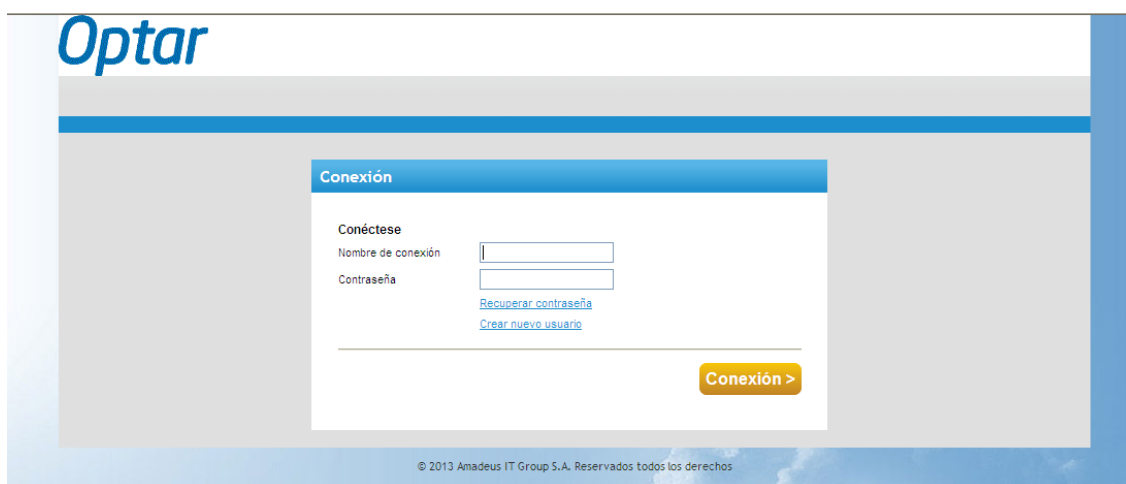 Optar
Conexión
Conéctese
Nombre de conexión
Contraseña
Recuperar contraseña
Crear nuevo usuario
Conexión >
© 2013 Amadeus IT Group S.A. Reservados todos los derechos